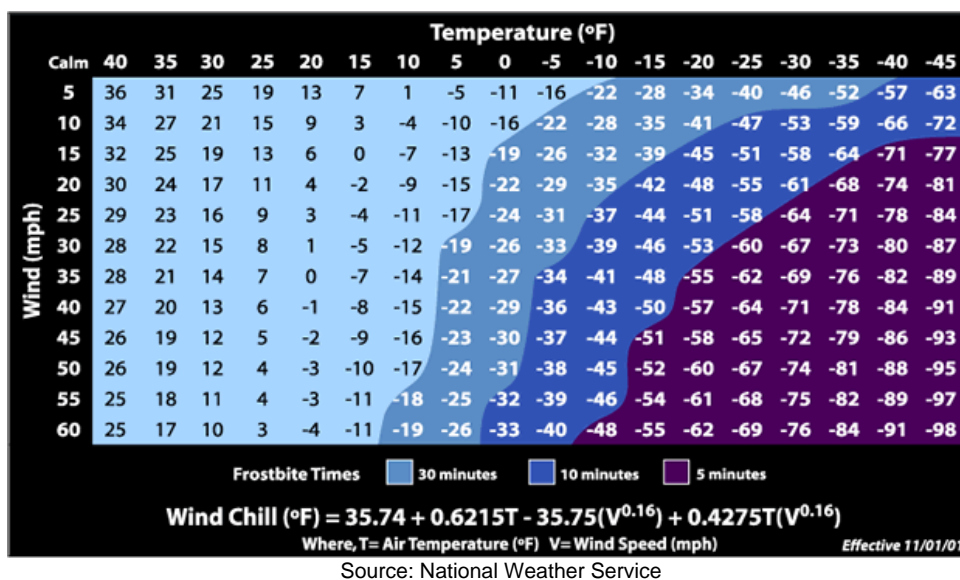 Temperature (ºF)
Calm 40 35 30 25 20 15 10 5 0 -5 -10 -15 -20 -25 -30 -35 -40 -45
5 36 31 25 19 13 7 1 -5 -11 -16 -22 -28 -34 -40 -46 -52 -57 -63
10 34 27 21 15 9 3 -4 -10 -16 -22 -28 -35 -41 -47 -53 -59 -66 -72
15 32 25 19 13 6 0 -7 -13 -19 -26 -32 -39 -45 -51 -58 -64 -71 -77
20 30 24 17 11 4 -2 -9 -15 -22 -29 -35 -42 -48 -55 -61 -68 -74 -81
25 29 23 16 9 3 -4 -11 -17 -24 -31 -37 -44 -51 -58 -64 -71 -78 -84
30 28 22 15 8 1 -5 -12 -19 -26 -33 -39 -46 -53 -60 -67 -73 -80 -87
35 28 21 14 7 0 -7 -14 -21 -27 -34 -41 -48 -55 -62 -69 -76 -82 -89
40 27 20 13 6 -1 -8 -15 -22 -29 -36 -43 -50 -57 -64 -71 -78 -84 -91
45 26 19 12 5 -2 -9 -16 -23 -30 -37 -44 -51 -58 -65 -72 -79 -86 -93
50 26 19 12 4 -3 -10 -17 -24 -31 -38 -45 -52 -60 -67 -74 -81 -88 -95
55 25 18 11 4 -3 -11 -18 -25 -32 -39 -46 -54 -61 -68 -75 -82 -89 -97
60 25 17 10 3 -4 -11 -19 -26 -33 -40 -48 -55 -62 -69 -76 -84 -91 -98
Wind (mph)
Frostbite Times 30 minutes 10 minutes 5 minutes
Wind Chill (ºF) = 35.74 + 0.6215T - 35.75(V^0.16) + 0.4275T(V^0.16)
Where, T= Air Temperature (ºF) V= Wind Speed (mph) Effective 11/01/01
Source: National Weather Service